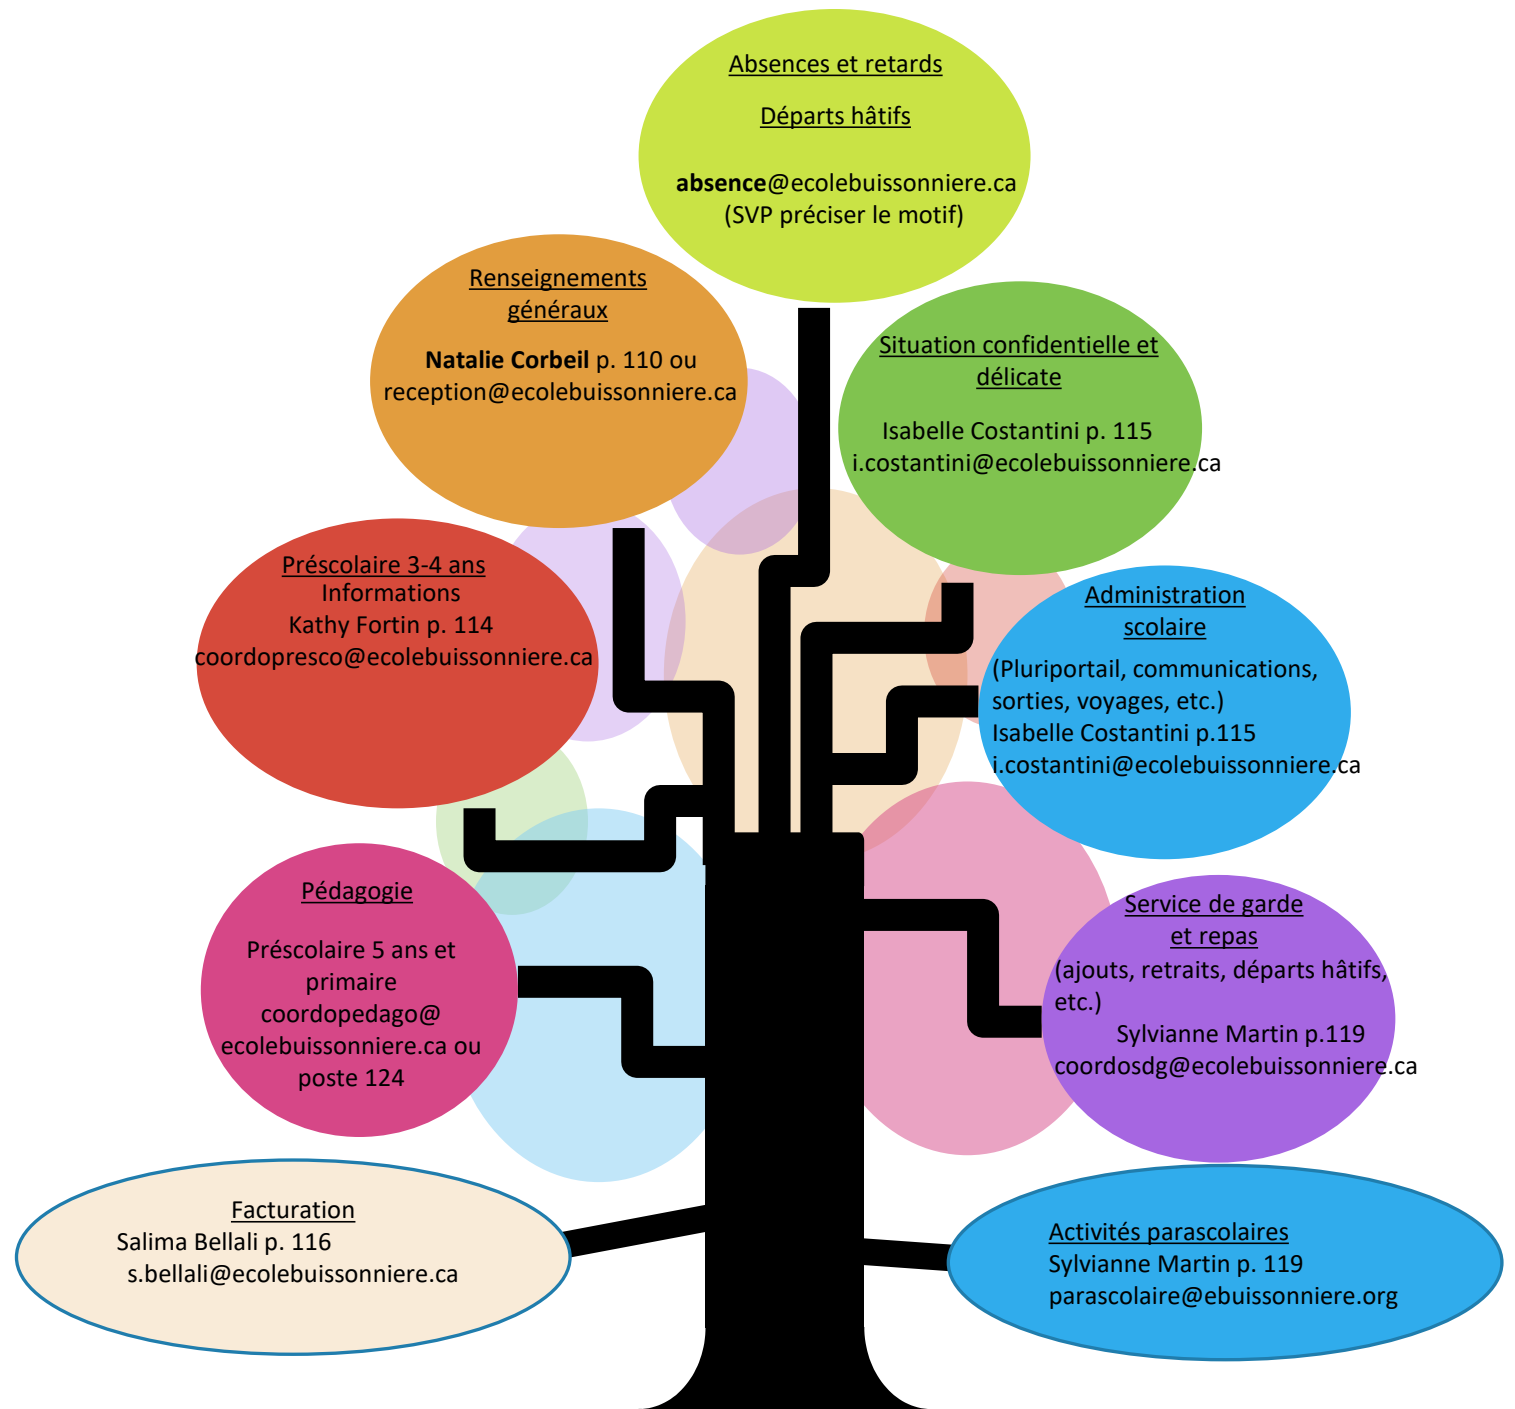 Absences et retards
Départs hâtifs
absence@ecolebuissonniere.ca
(SVP préciser le motif)
Renseignements
généraux
Natalie Corbeil p. 110 ou
reception@ecolebuissonniere.ca
Situation confidentielle et
délicate
Isabelle Costantini p. 115
i.costantini@ecolebuissonniere.ca
Préscolaire 3-4 ans
Informations
Kathy Fortin p. 114
coordopresco@ecolebuissonniere.ca
Administration
scolaire
(Pluriportail, communications,
sorties, voyages, etc.)
Isabelle Costantini p.115
i.costantini@ecolebuissonniere.ca
Pédagogie
Préscolaire 5 ans et
primaire
coordopedago@
ecolebuissonniere.ca ou
poste 124
Service de garde
et repas
(ajouts, retraits, départs hâtifs,
etc.)
Sylvianne Martin p.119
coordosdg@ecolebuissonniere.ca
Facturation
Salima Bellali p. 116
s.bellali@ecolebuissonniere.ca
Activités parascolaires
Sylvianne Martin p. 119
parascolaire@ebuissonniere.org